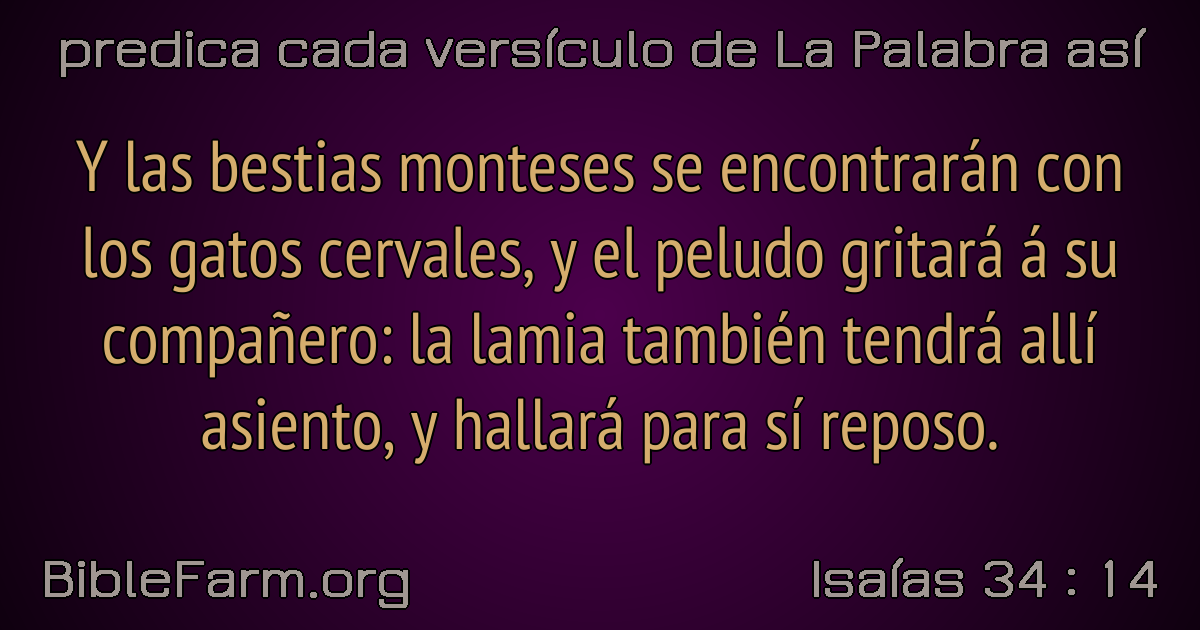 predica cada versículo de La Palabra así
Y las bestias monteses se encontrarán con
los gatos cervales, y el peludo gritará á su
compañero: la lamia también tendrá allí
asiento, y hallará para sí reposo.
BibleFarm.org
Isaías 34 : 14